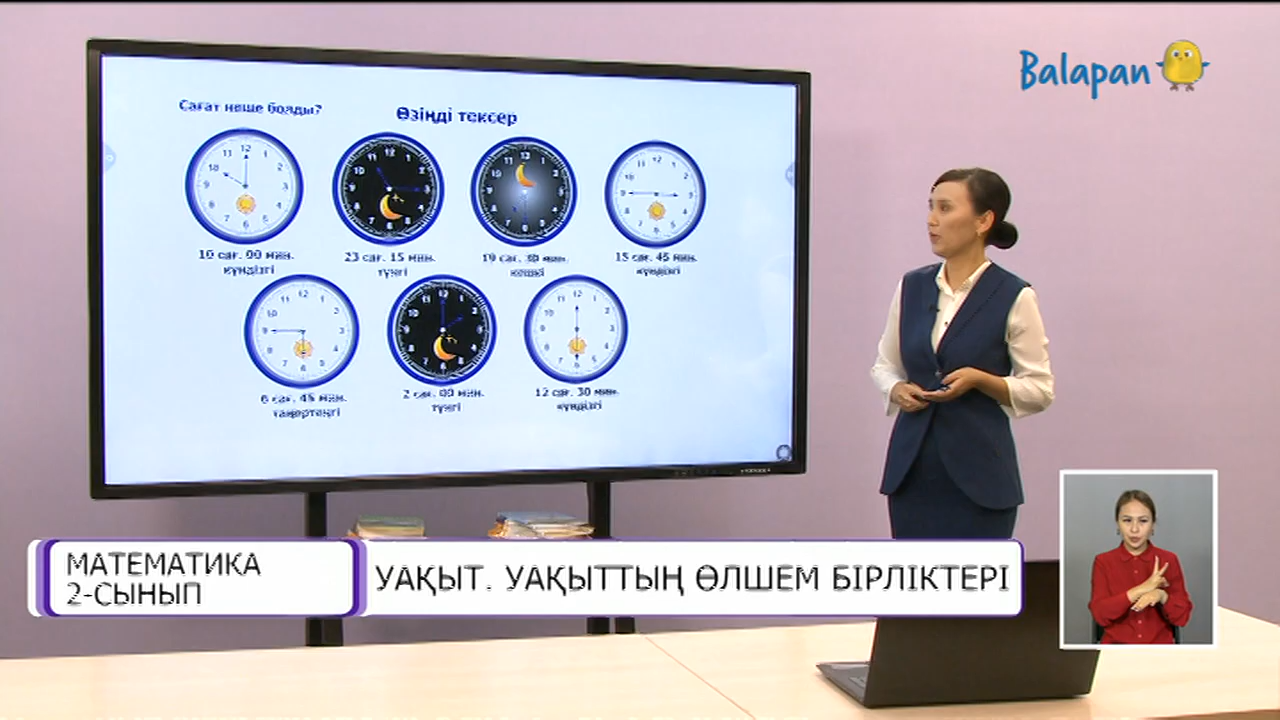 Balapan
Сағат неше болды?
Өзіңді тексер
10 сағ. 00 мин.
күндізгі
23 сағ. 15 мин.
түнгі
19 сағ. 30 мин.
кешкі
15 сағ. 45 мин.
күндізгі
6 сағ. 45 мин.
таңертеңгі
2 сағ. 00 мин.
түнгі
12 сағ. 30 мин.
күндізгі
МАТЕМАТИКА
2-СЫНЫП
УАҚЫТ. УАҚЫТТЫҢ ӨЛШЕМ БІРЛІКТЕРІ